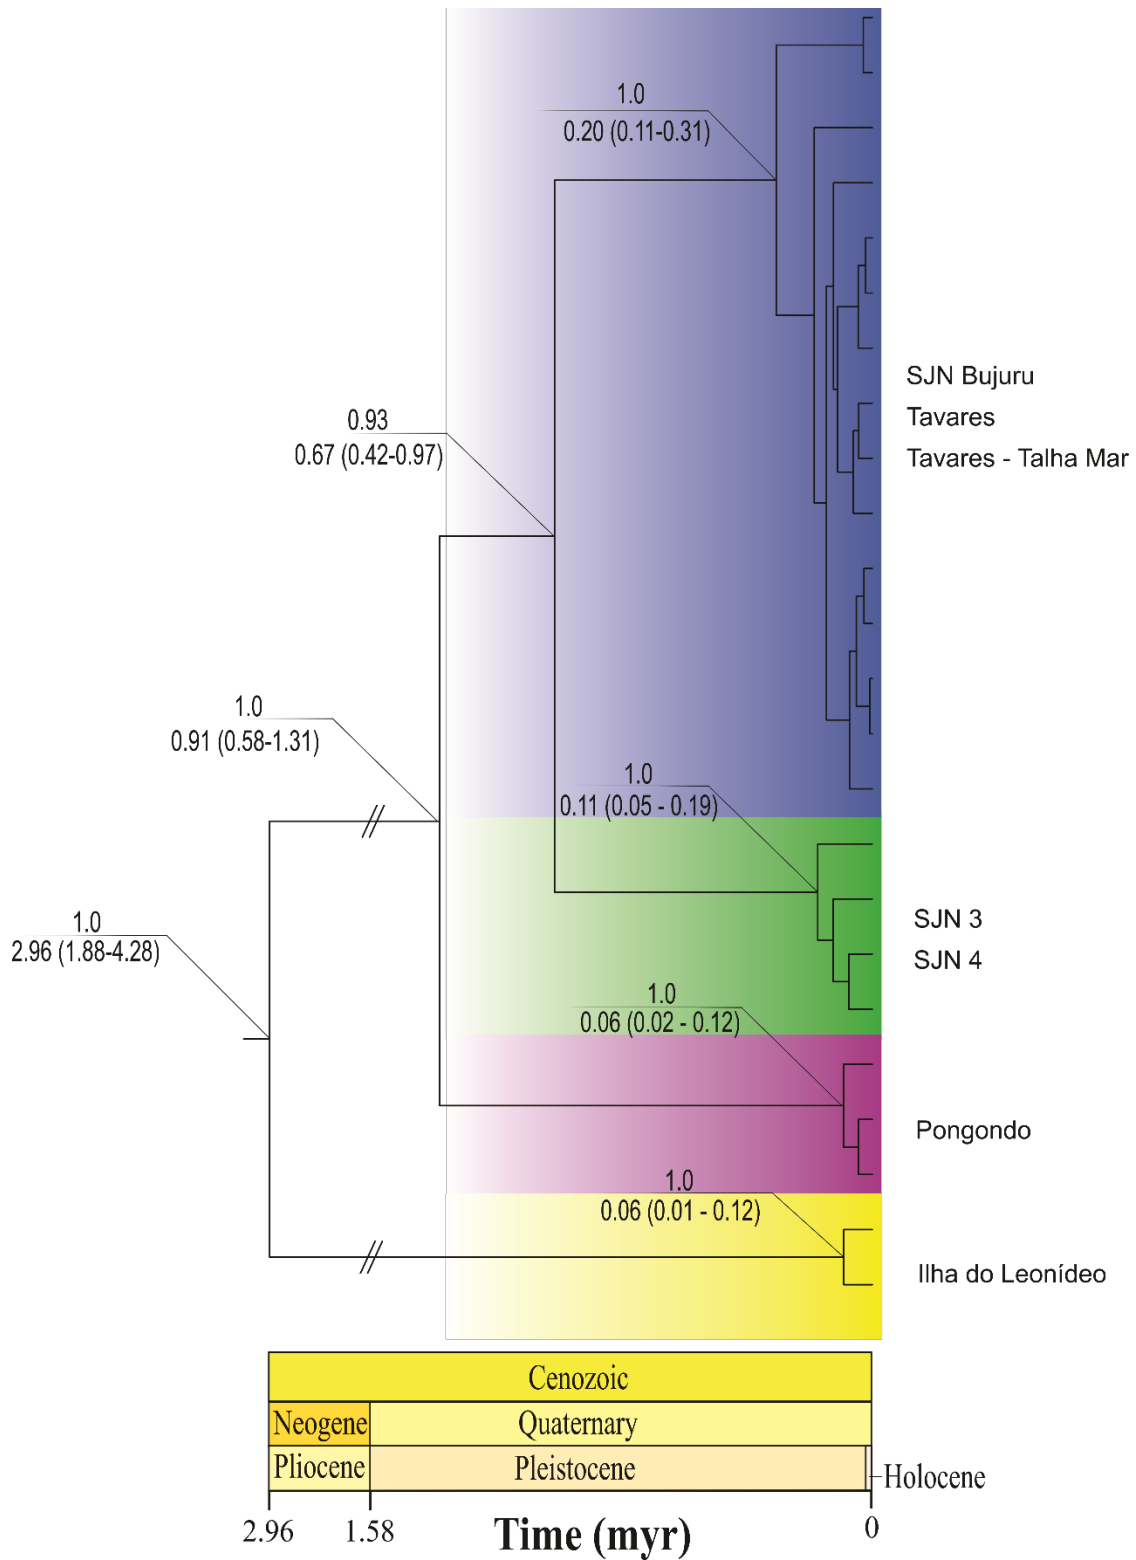 1.0
0.20 (0.11-0.31)
SJN Bujuru
Tavares
Tavares - Talha Mar
0.93
0.67 (0.42-0.97)
1.0
0.91 (0.58-1.31)
1.0
0.11 (0.05 - 0.19)
SJN 3
SJN 4
1.0
2.96 (1.88-4.28)
1.0
0.06 (0.02 - 0.12)
Pongondo
1.0
0.06 (0.01 - 0.12)
Ilha do Leonídeo
Cenozoic
Neogene Quaternary
Pliocene Pleistocene Holocene
2.96 1.58 Time (myr) 0